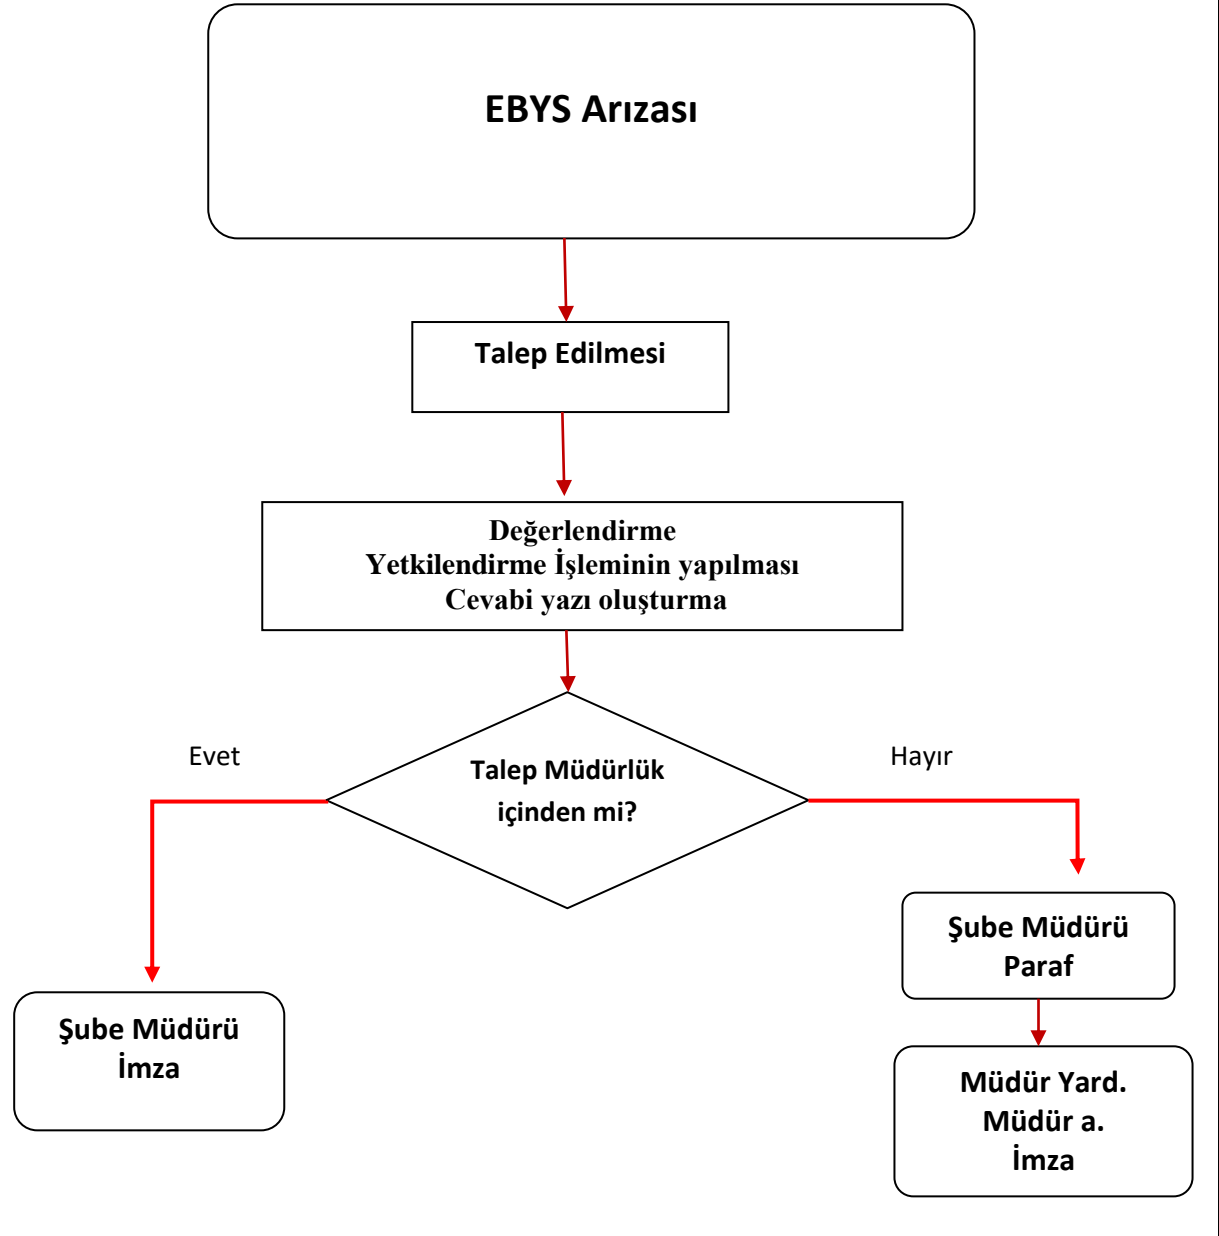 EBYS Arızası
Talep Edilmesi
Değerlendirme
Yetkilendirme İşleminin yapılması
Cevabi yazı oluşturma
Evet
Hayır
Talep Müdürlük
içinden mi?
Şube Müdürü
Paraf
Şube Müdürü
İmza
Müdür Yard.
Müdür a.
İmza